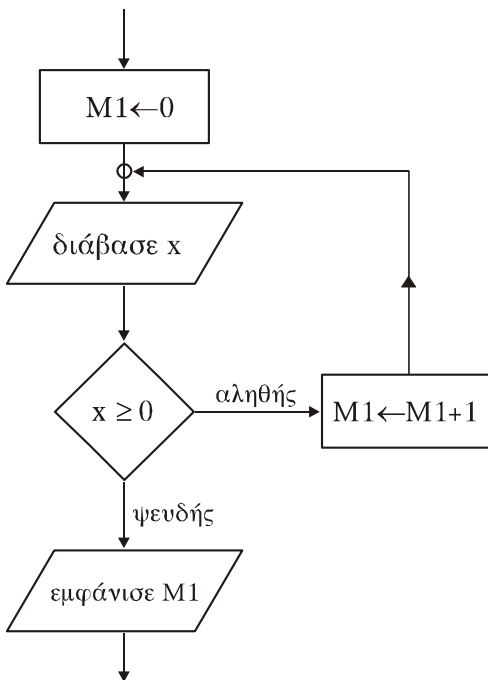 M1←0
διάβασε x
x ≥ 0
αληθής
M1←M1+1
ψευδής
εμφάνισε M1